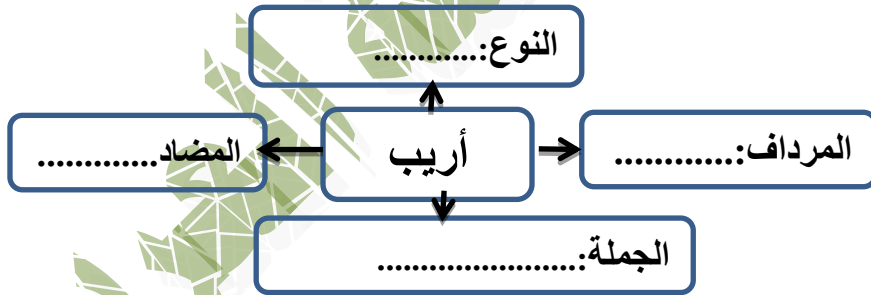 النوع:............
المرداف:............
أريب
المضاد.............
الجملة:.......................